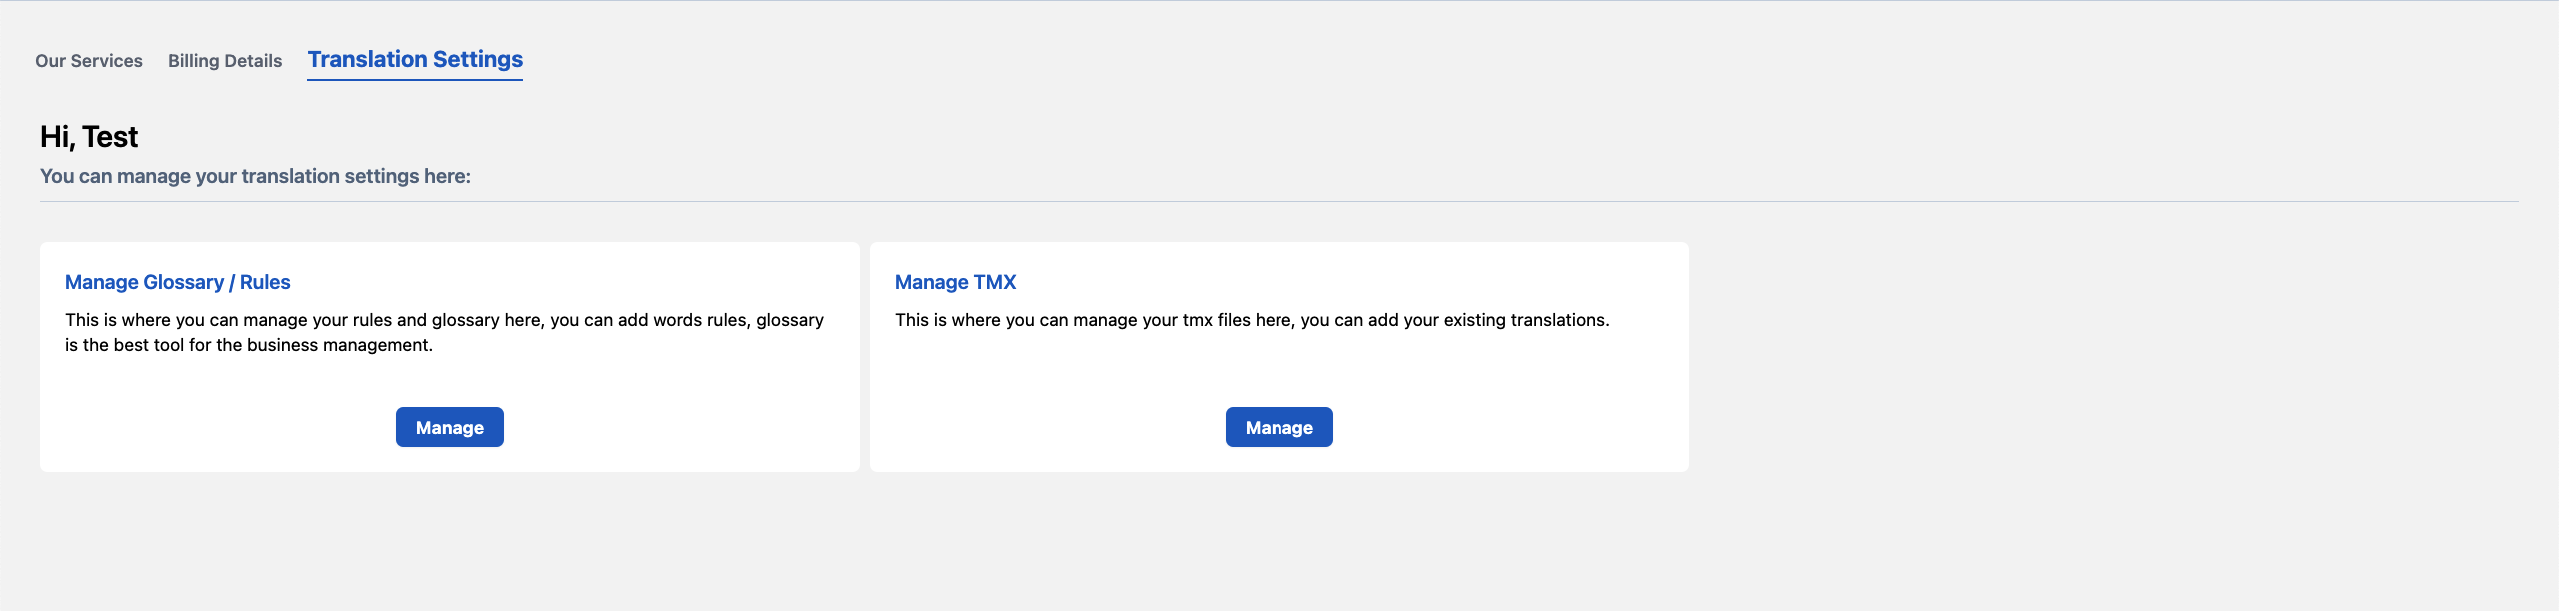 Our Services Billing Details Translation Settings
Hi, Test
You can manage your translation settings here:
Manage Glossary / Rules
This is where you can manage your rules and glossary here, you can add words rules, glossary
is the best tool for the business management.
Manage
Manage TMX
This is where you can manage your tmx files here, you can add your existing translations.
Manage